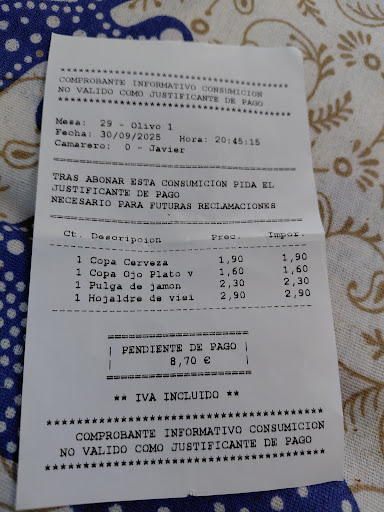 ****************************************
COMPROBANTE INFORMATIVO CONSUMICION
NO VALIDO COMO JUSTIFICANTE DE PAGO
****************************************
Mesa: 29 - Olivo 1
Fecha: 30/09/2025 Hora: 20:45:15
Camarero: 0 - Javier
========================================
TRAS ABONAR ESTA CONSUMICION PIDA EL
JUSTIFICANTE DE PAGO
NECESARIO PARA FUTURAS RECLAMACIONES
========================================
Ct. Descripcion Prec. Impor.
----------------------------------------
1 Copa Cerveza 1,90 1,90
1 Copa Ojo Plato v 1,60 1,60
1 Pulga de jamon 2,30 2,30
1 Hojaldre de visi 2,90 2,90
----------------------------------------
=====================
| PENDIENTE DE PAGO |
| 8,70 € |
=====================
** IVA INCLUIDO **
****************************************
COMPROBANTE INFORMATIVO CONSUMICION
NO VALIDO COMO JUSTIFICANTE DE PAGO
****************************************